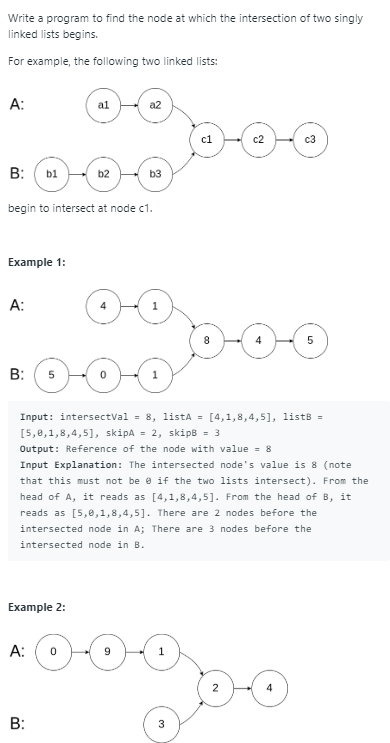 Write a program to find the node at which the intersection of two singly
linked lists begins.
For example, the following two linked lists:
A: a1 a2
c1 c2 c3
B: b1 b2 b3
begin to intersect at node c1.
Example 1:
A: 4 1
8 4 5
B: 5 0 1
Input: intersectVal = 8, listA = [4,1,8,4,5], listB =
[5,0,1,8,4,5], skipA = 2, skipB = 3
Output: Reference of the node with value = 8
Input Explanation: The intersected node's value is 8 (note
that this must not be 0 if the two lists intersect). From the
head of A, it reads as [4,1,8,4,5]. From the head of B, it
reads as [5,0,1,8,4,5]. There are 2 nodes before the
intersected node in A; There are 3 nodes before the
intersected node in B.
Example 2:
A: 0 9 1
2 4
B: 3